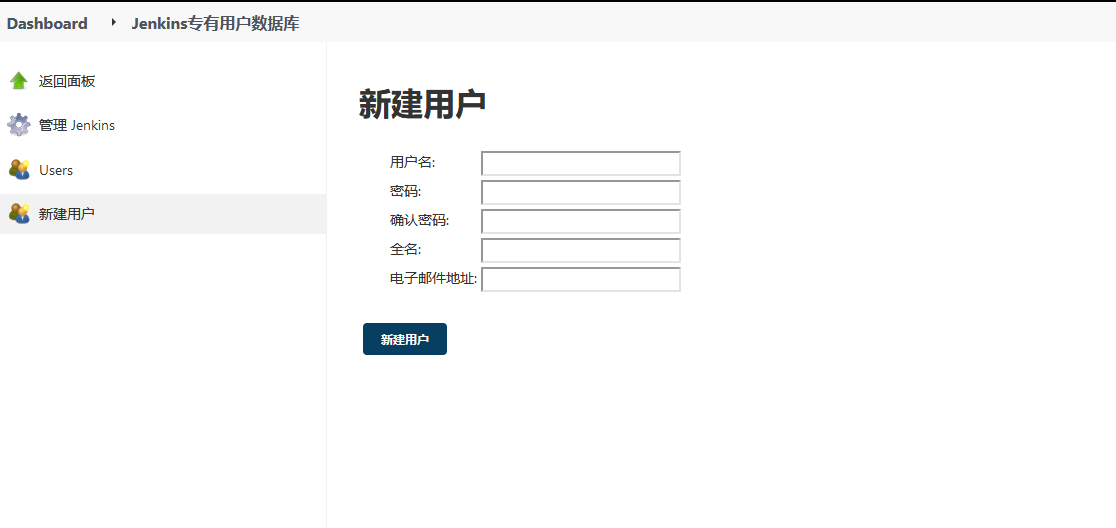 Dashboard Jenkins专有用户数据库
返回面板
管理 Jenkins
Users
新建用户
新建用户
用户名:
密码:
确认密码:
全名:
电子邮件地址:
新建用户